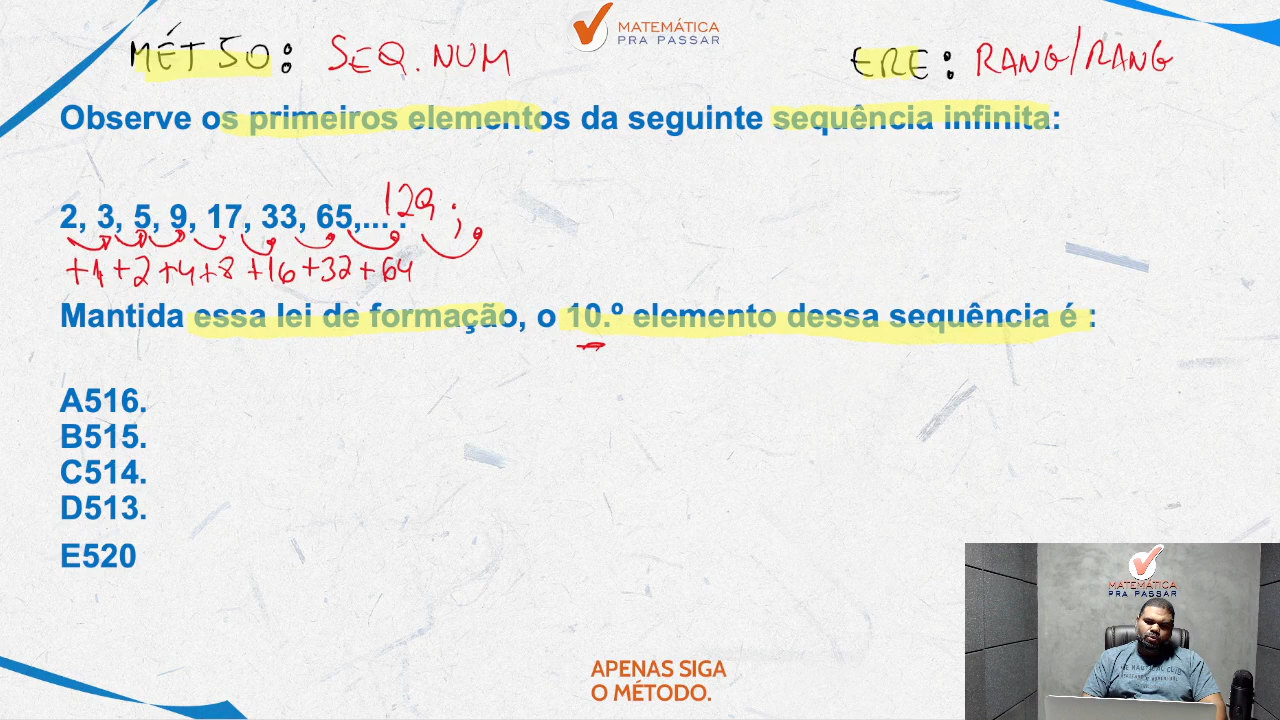 MÉT 50: SEQ. NUM
MATEMÁTICA
PRA PASSAR
ERE: RANG/RANG
Observe os primeiros elementos da seguinte sequência infinita:
129;
2, 3, 5, 9, 17, 33, 65,... .
+1 +2 +4 +8 +16 +32 +64
Mantida essa lei de formação, o 10.º elemento dessa sequência é :
A516.
B515.
C514.
D513.
E520
MATEMÁTICA
PRA PASSAR
APENAS SIGA
O MÉTODO.